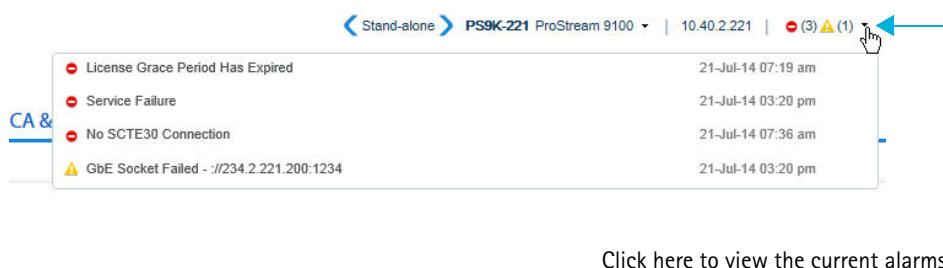 Stand-alone PS9K-221 ProStream 9100 | 10.40.2.221 | (3) (1)
License Grace Period Has Expired 21-Jul-14 07:19 am
Service Failure 21-Jul-14 03:20 pm
CA &
No SCTE30 Connection 21-Jul-14 07:36 am
GbE Socket Failed - ://234.2.221.200:1234 21-Jul-14 03:20 pm
Click here to view the current alarms